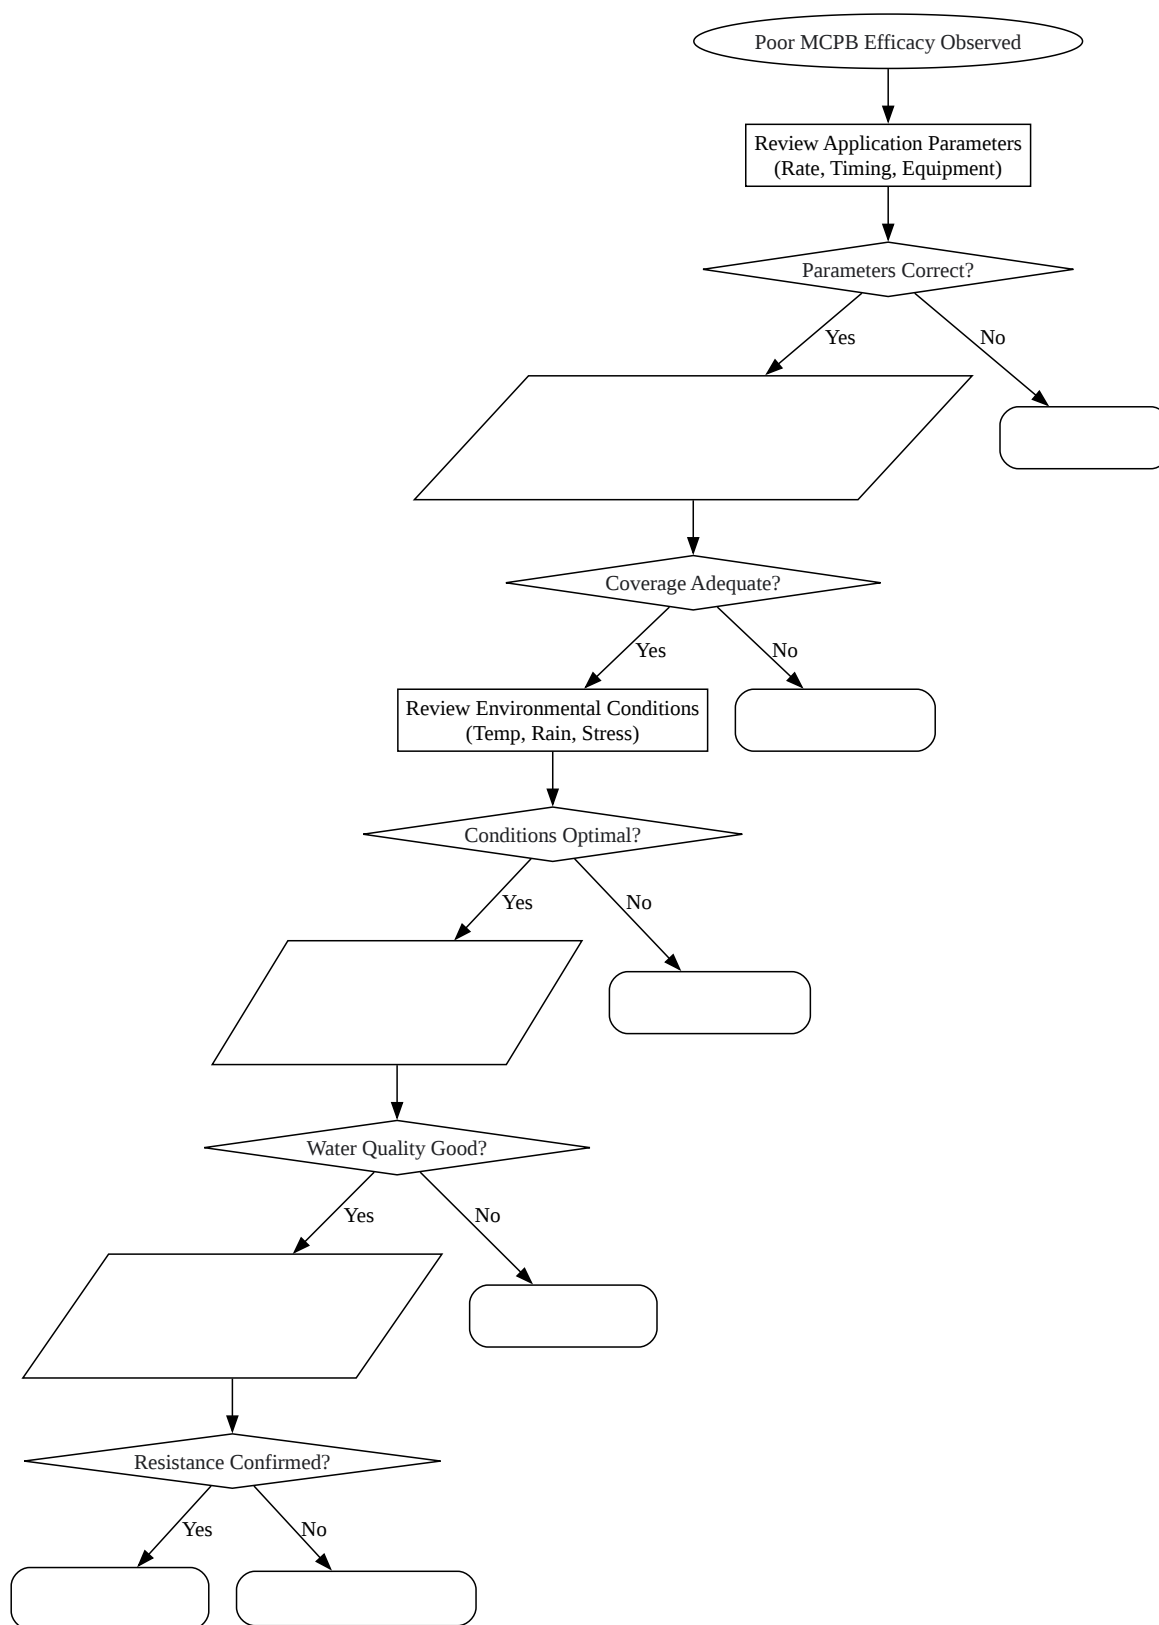 Poor MCPB Efficacy Observed
Review Application Parameters
(Rate, Timing, Equipment)
Parameters Correct?
Yes
No
Coverage Adequate?
Yes
No
Review Environmental Conditions
(Temp, Rain, Stress)
Conditions Optimal?
Yes
No
Water Quality Good?
Yes
No
Resistance Confirmed?
Yes
No